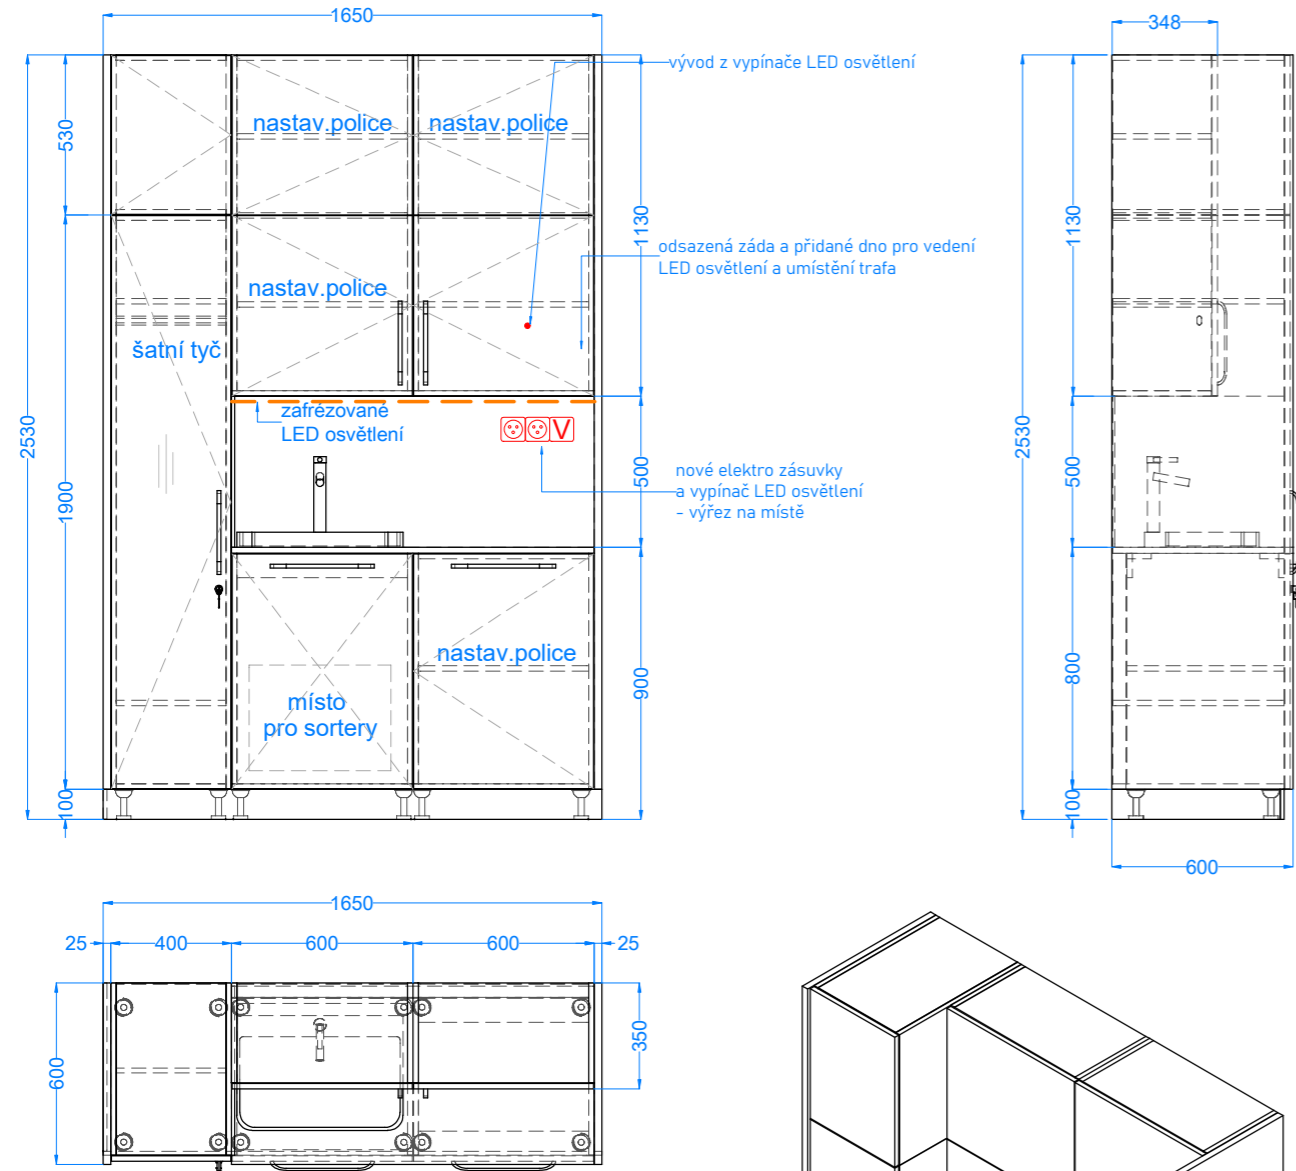 1650
348
vývod z vypínače LED osvětlení
530
nastav.police
nastav.police
1130
1130
odsazená záda a přidané dno pro vedení
LED osvětlení a umístění trafa
nastav.police
šatní tyč
zafrézované
LED osvětlení
V
2530
1900
500
nové elektro zásuvky
a vypínač LED osvětlení
- výřez na místě
2530
500
nastav.police
místo
pro sortery
900
800
100
100
600
1650
25
400
600
600
25
600
350